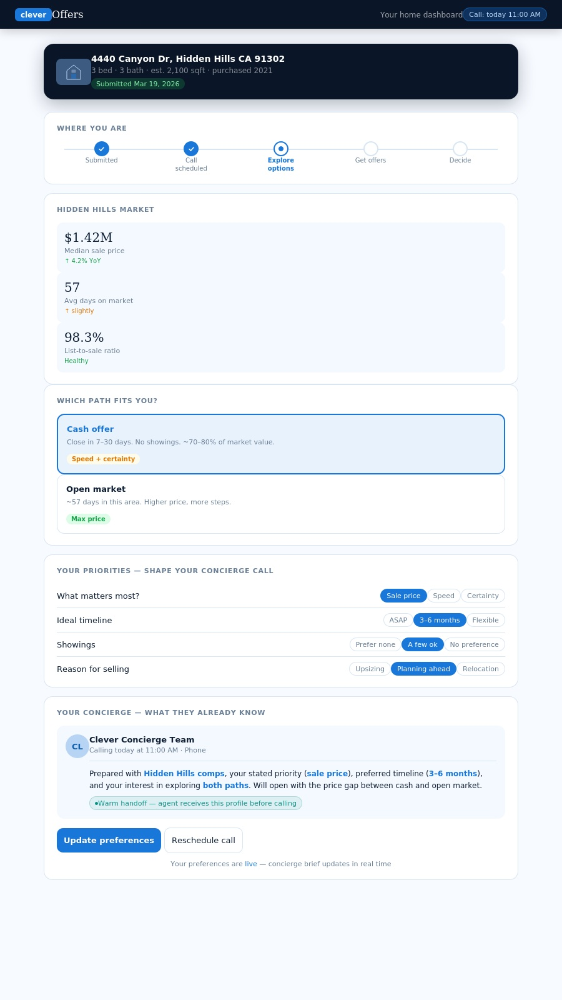 clever Offers
Your home dashboard
Call: today 11:00 AM
4440 Canyon Dr, Hidden Hills CA 91302
3 bed · 3 bath · est. 2,100 sqft · purchased 2021
Submitted Mar 19, 2026
WHERE YOU ARE
Submitted
Call
scheduled
Explore
options
Get offers
Decide
HIDDEN HILLS MARKET
$1.42M
Median sale price
↑ 4.2% YoY
57
Avg days on market
↑ slightly
98.3%
List-to-sale ratio
Healthy
WHICH PATH FITS YOU?
Cash offer
Close in 7–30 days. No showings. ~70–80% of market value.
Speed + certainty
Open market
~57 days in this area. Higher price, more steps.
Max price
YOUR PRIORITIES — SHAPE YOUR CONCIERGE CALL
What matters most? Sale price Speed Certainty
Ideal timeline ASAP 3–6 months Flexible
Showings Prefer none A few ok No preference
Reason for selling Upsizing Planning ahead Relocation
YOUR CONCIERGE — WHAT THEY ALREADY KNOW
CL
Clever Concierge Team
Calling today at 11:00 AM · Phone
Prepared with Hidden Hills comps, your stated priority (sale price), preferred timeline (3–6 months),
and your interest in exploring both paths. Will open with the price gap between cash and open market.
Warm handoff — agent receives this profile before calling
Update preferences
Reschedule call
Your preferences are live — concierge brief updates in real time